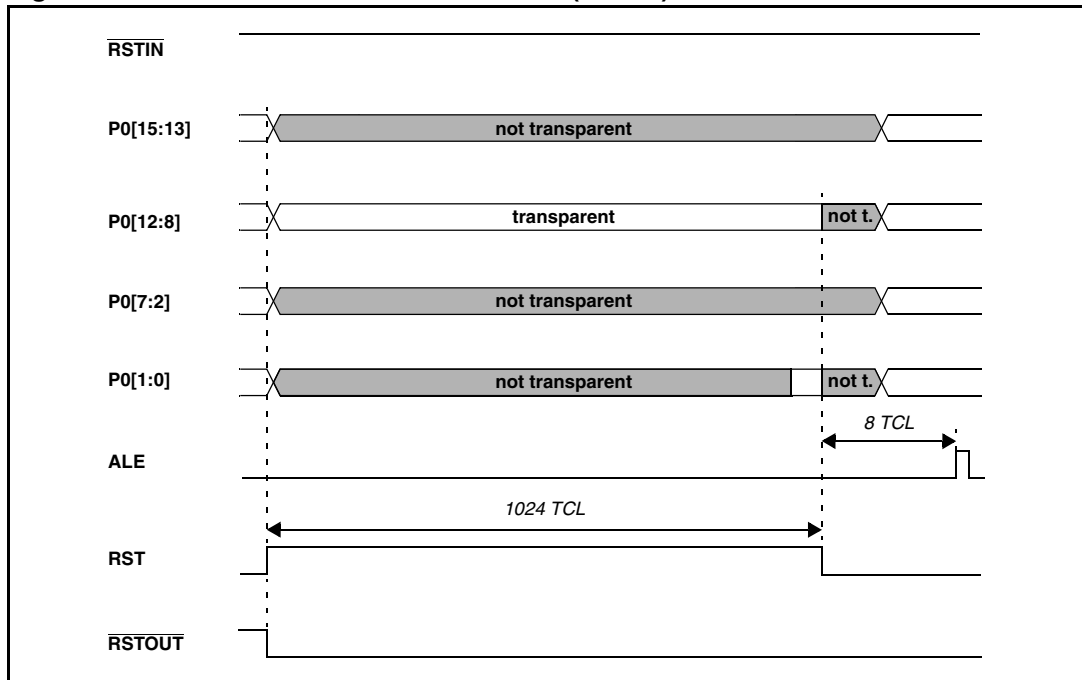 RSTIN
P0[15:13]
not transparent
P0[12:8]
transparent
not t.
P0[7:2]
not transparent
P0[1:0]
not transparent
not t.
8 TCL
ALE
1024 TCL
RST
RSTOUT